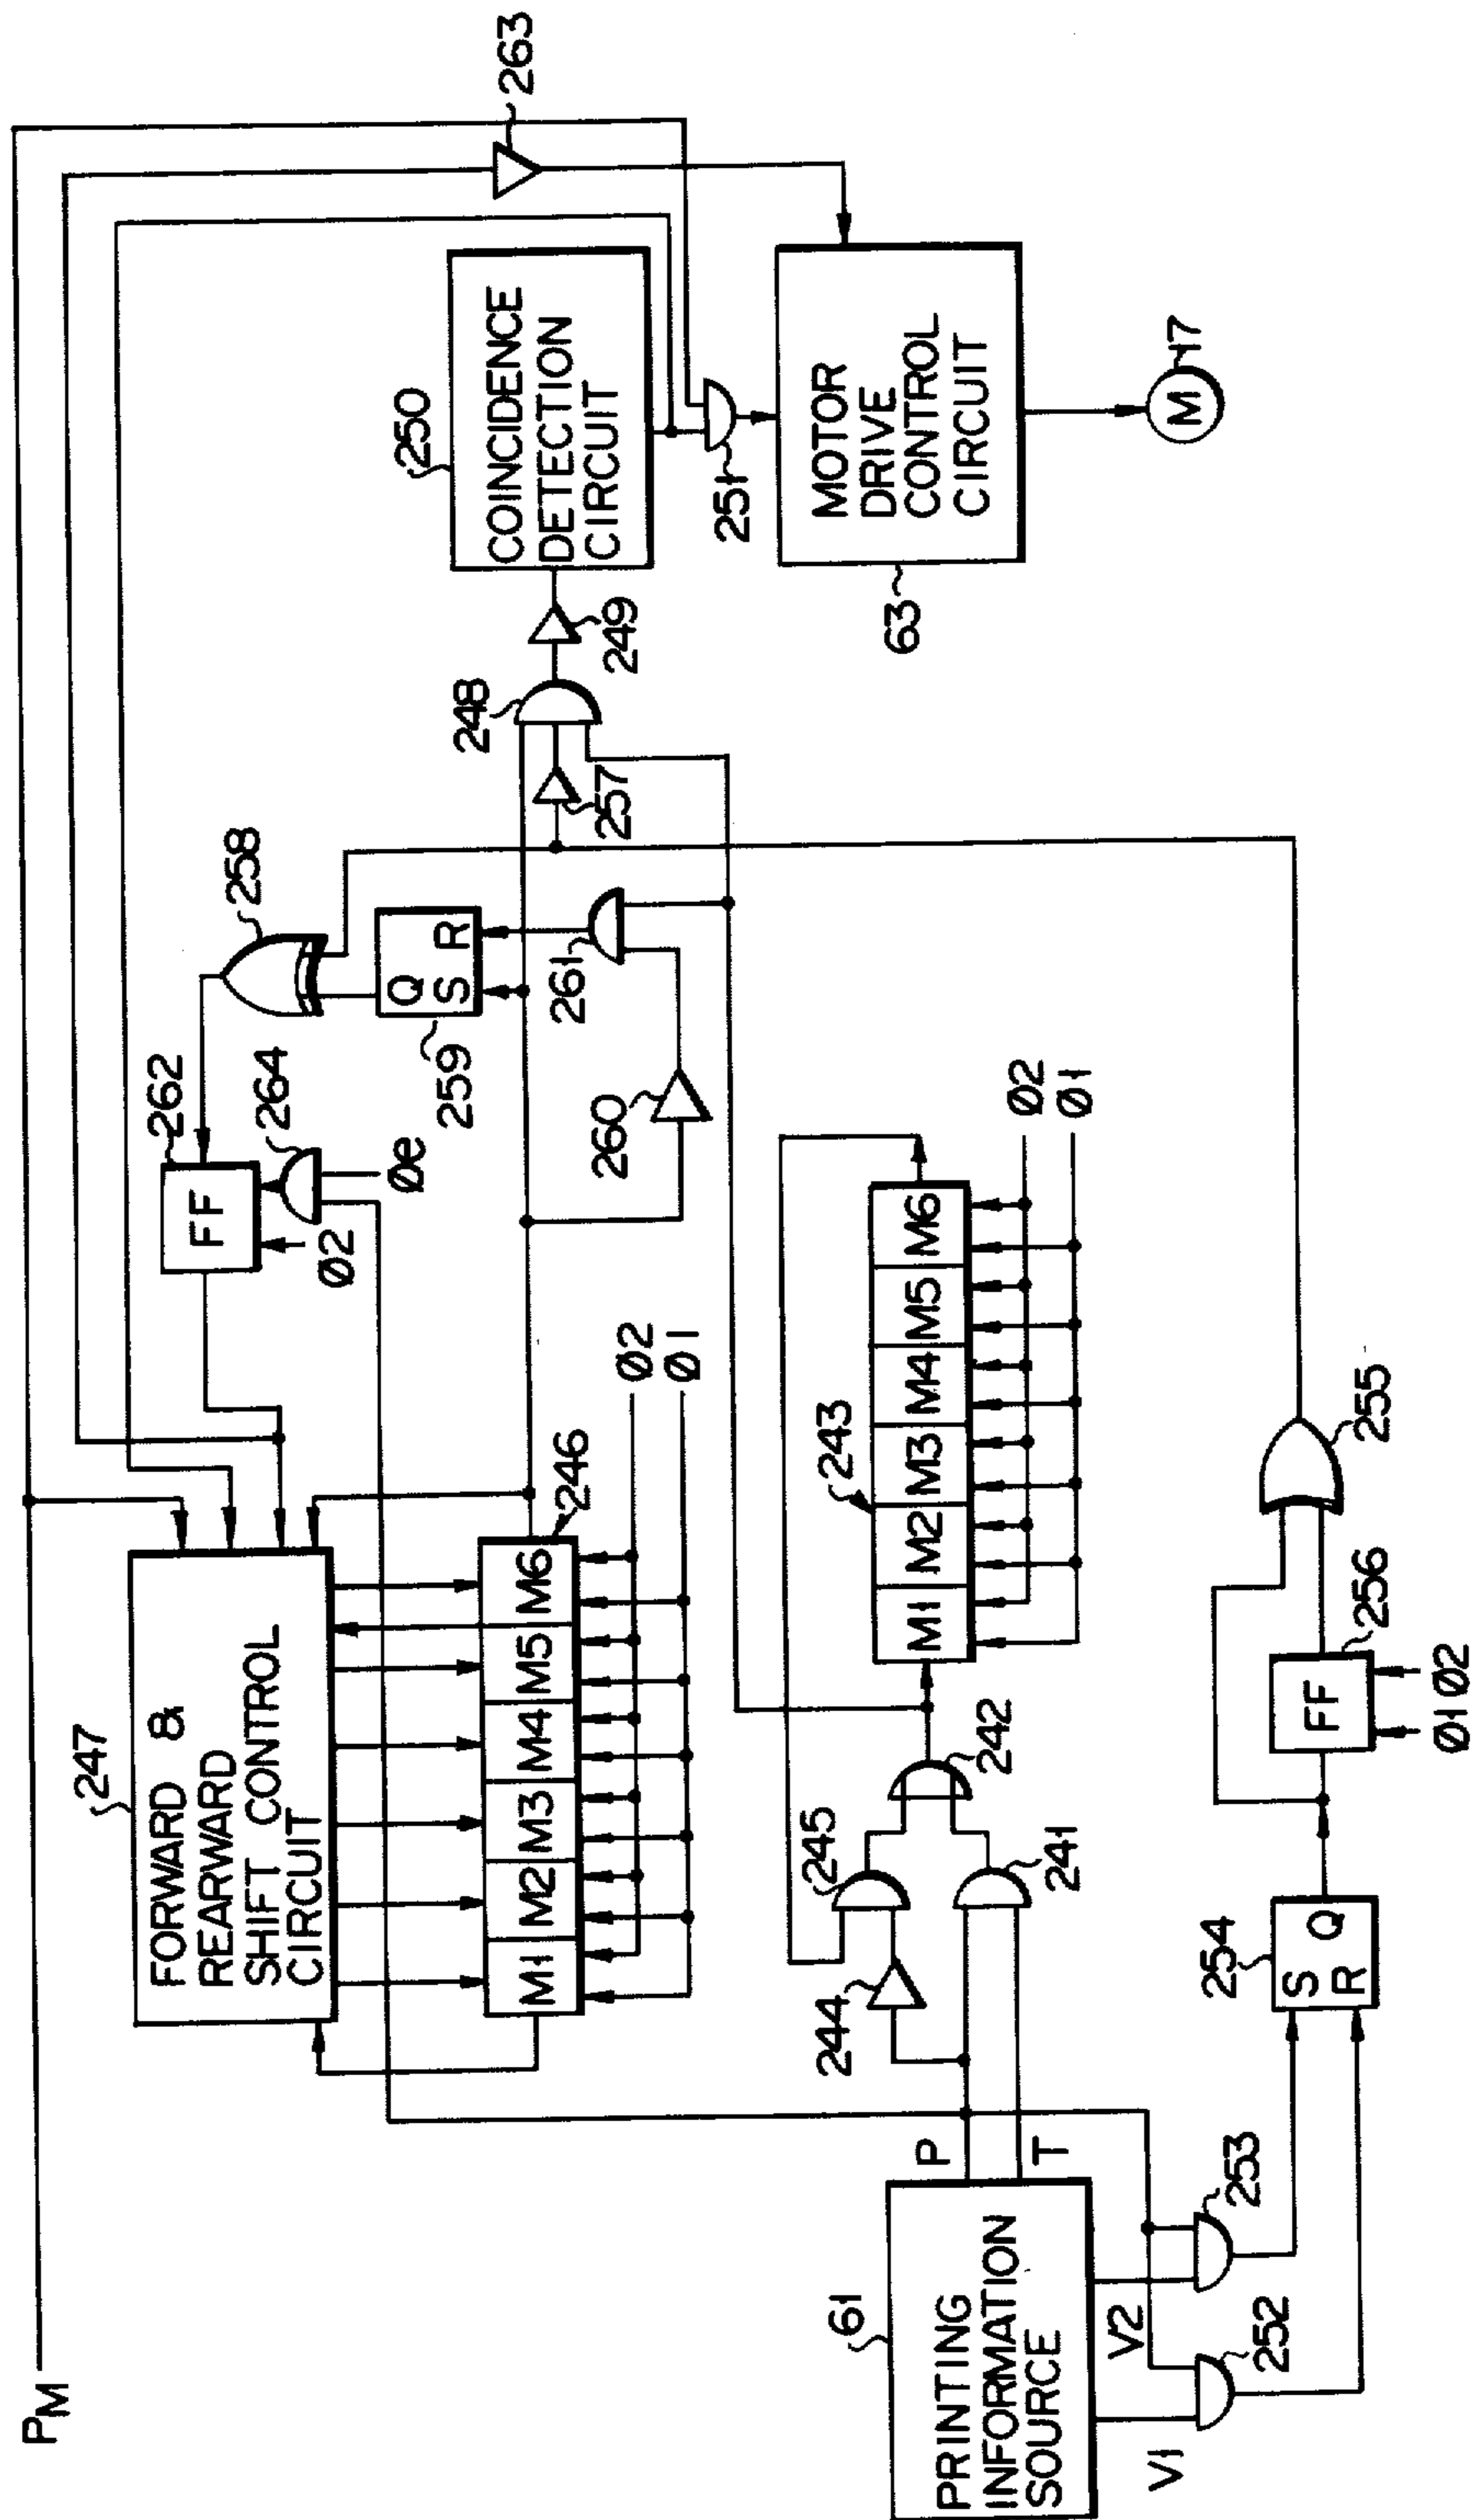 PM
247
FORWARD &
REARWARD
SHIFT CONTROL
CIRCUIT
M1 M2 M3 M4 M5 M6
246
Ø2
Ø1
262
FF
264
Ø2
Øe
258
Q
S R
259
261
260
248
257
249
250
COINCIDENCE
DETECTION
CIRCUIT
263
251
MOTOR
DRIVE
CONTROL
CIRCUIT
63
M
17
61
PRINTING
INFORMATION
SOURCE
P
T
V1
V2
252
253
244
245
241
242
243
M1 M2 M3 M4 M5 M6
Ø2
Ø1
254
S Q
R
FF
256
Ø1 Ø2
255